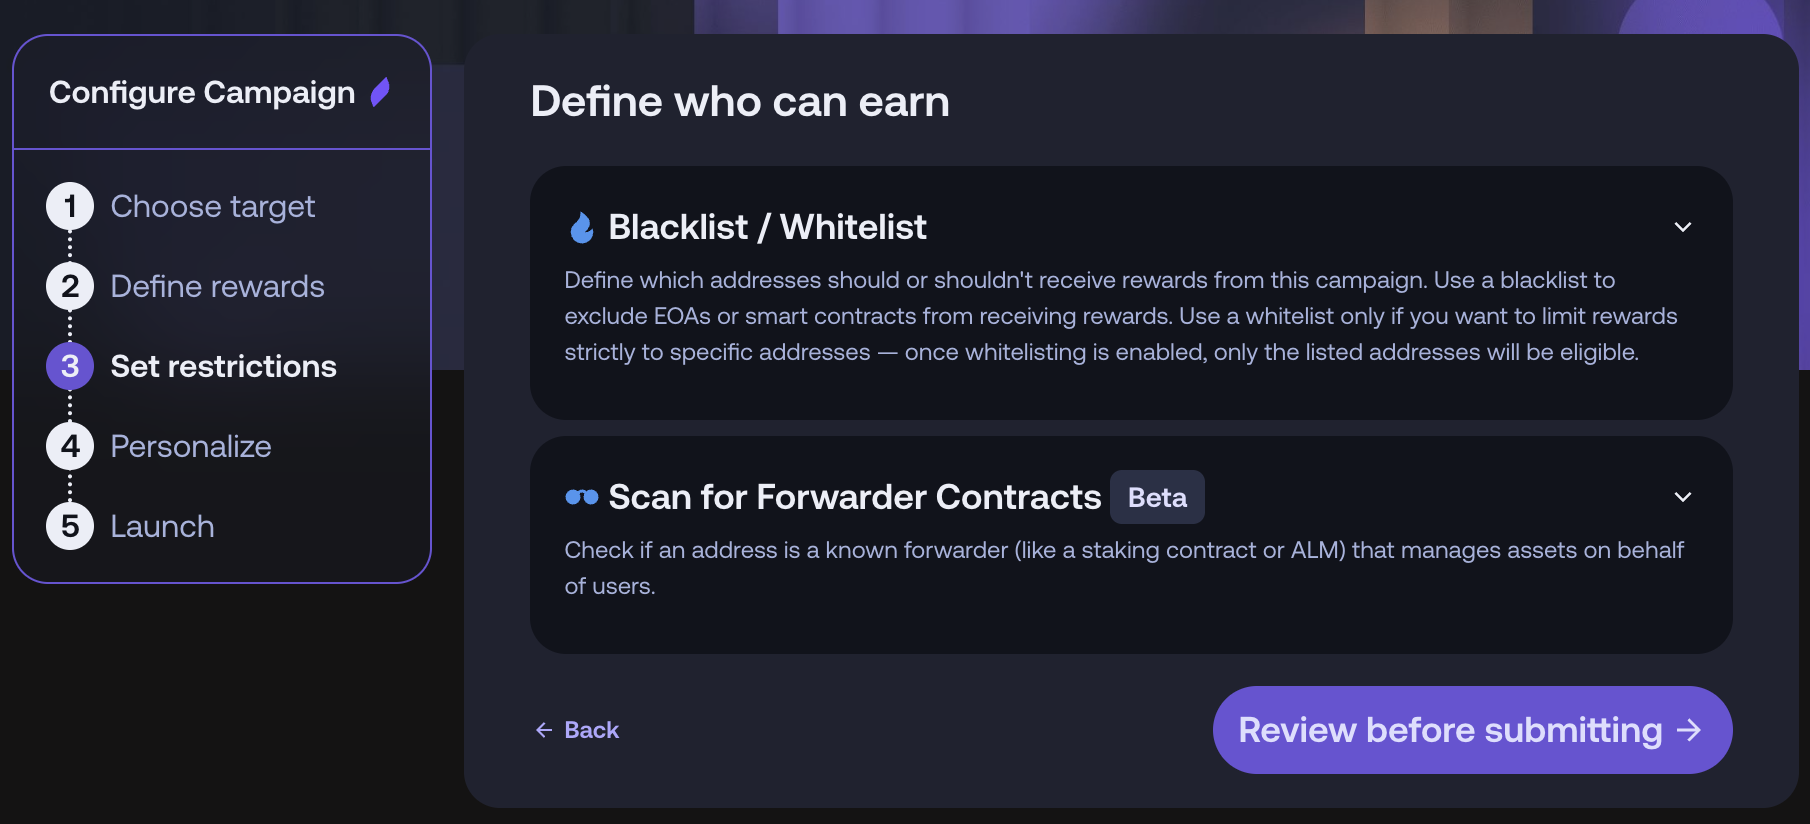 Configure Campaign
1 Choose target
2 Define rewards
3 Set restrictions
4 Personalize
5 Launch
Define who can earn
Blacklist / Whitelist
Define which addresses should or shouldn't receive rewards from this campaign. Use a blacklist to
exclude EOAs or smart contracts from receiving rewards. Use a whitelist only if you want to limit rewards
strictly to specific addresses — once whitelisting is enabled, only the listed addresses will be eligible.
Scan for Forwarder Contracts Beta
Check if an address is a known forwarder (like a staking contract or ALM) that manages assets on behalf
of users.
← Back
Review before submitting →